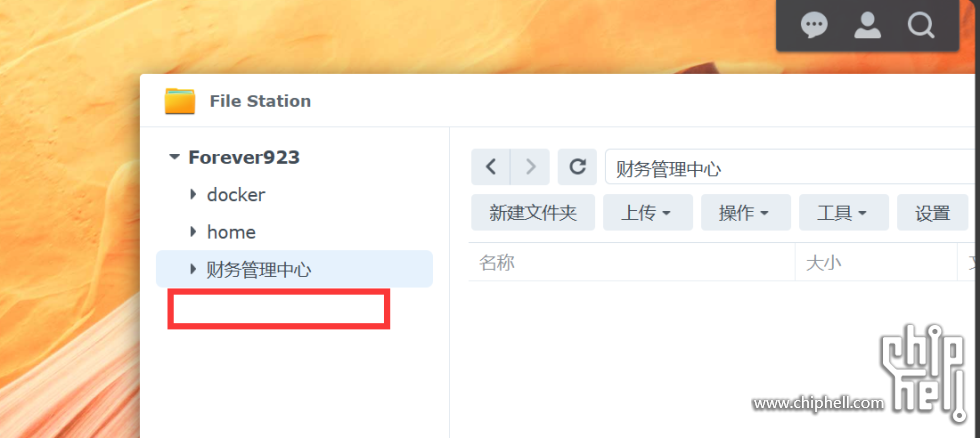 File Station
Forever923
docker
home
财务管理中心
财务管理中心
新建文件夹 上传 操作 工具 设置
名称 大小
chip
hell
www.chiphell.com